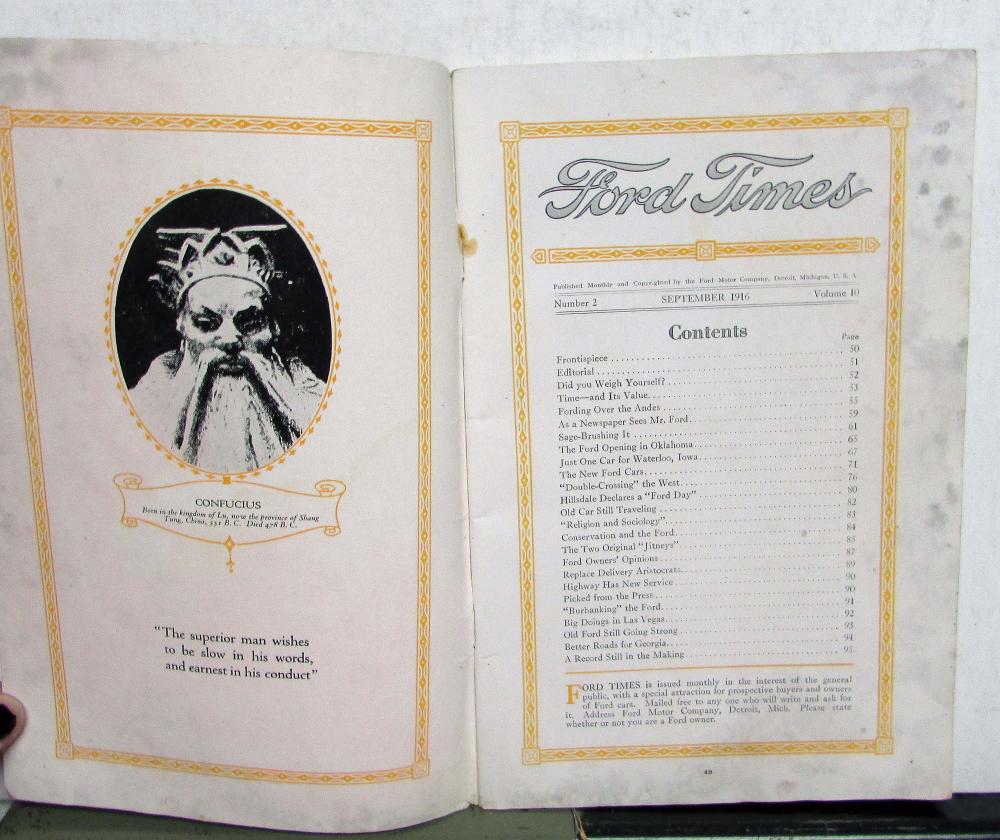 CONFUCIUS
Born in the kingdom of Lu, now the province of Shang
Tung, China, 551 B. C. Died 478 B. C.
"The superior man wishes
to be slow in his words,
and earnest in his conduct"
Ford Times
Published Monthly and Copyrighted by the Ford Motor Company, Detroit, Michigan, U. S. A
Number 2 SEPTEMBER 1916 Volume 10
Contents
Page
Frontispiece 50
Editorial 51
Did you Weigh Yourself? 52
Time—and Its Value 53
Fording Over the Andes 55
As a Newspaper Sees Mr. Ford 59
Sage-Brushing It 61
The Ford Opening in Oklahoma 65
Just One Car for Waterloo, Iowa 67
The New Ford Cars 71
"Double-Crossing" the West 76
Hillsdale Declares a "Ford Day" 80
Old Car Still Traveling 82
"Religion and Sociology" 83
Conservation and the Ford 84
The Two Original "Jitneys" 85
Ford Owners' Opinions 87
Replace Delivery Aristocrats 89
Highway Has New Service 90
Picked from the Press 90
"Burbanking" the Ford 91
Big Doings in Las Vegas 92
Old Ford Still Going Strong 93
Better Roads for Georgia 94
A Record Still in the Making 95
FORD TIMES is issued monthly in the interest of the general
public, with a special attraction for prospective buyers and owners
of Ford cars. Mailed free to any one who will write and ask for
it. Address Ford Motor Company, Detroit, Mich. Please state
whether or not you are a Ford owner.
49